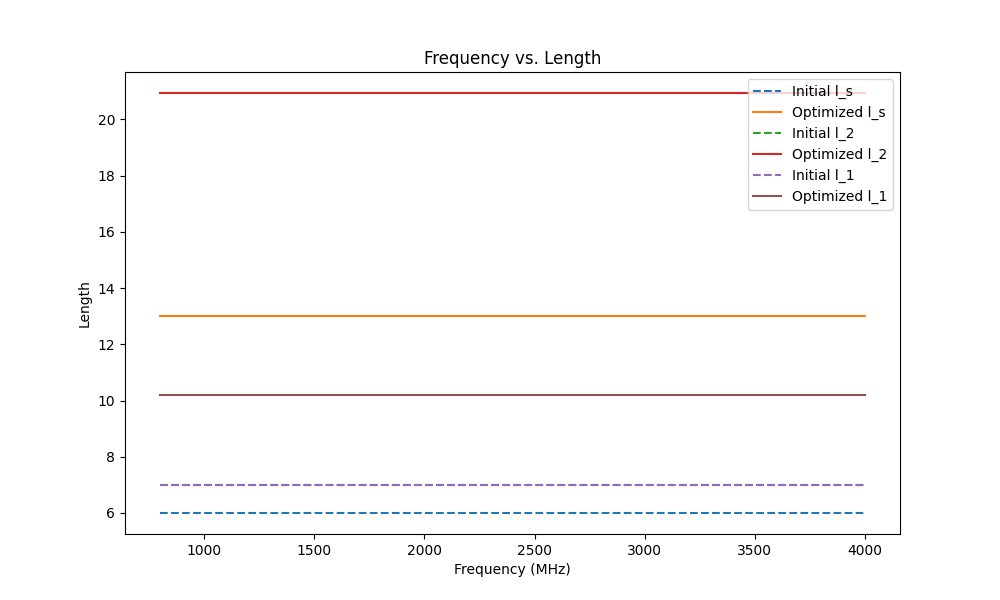 Frequency vs. Length
Initial l_s
Optimized l_s
Initial l_2
Optimized l_2
Initial l_1
Optimized l_1
20
18
16
14
12
10
8
6
Length
1000
1500
2000
2500
3000
3500
4000
Frequency (MHz)